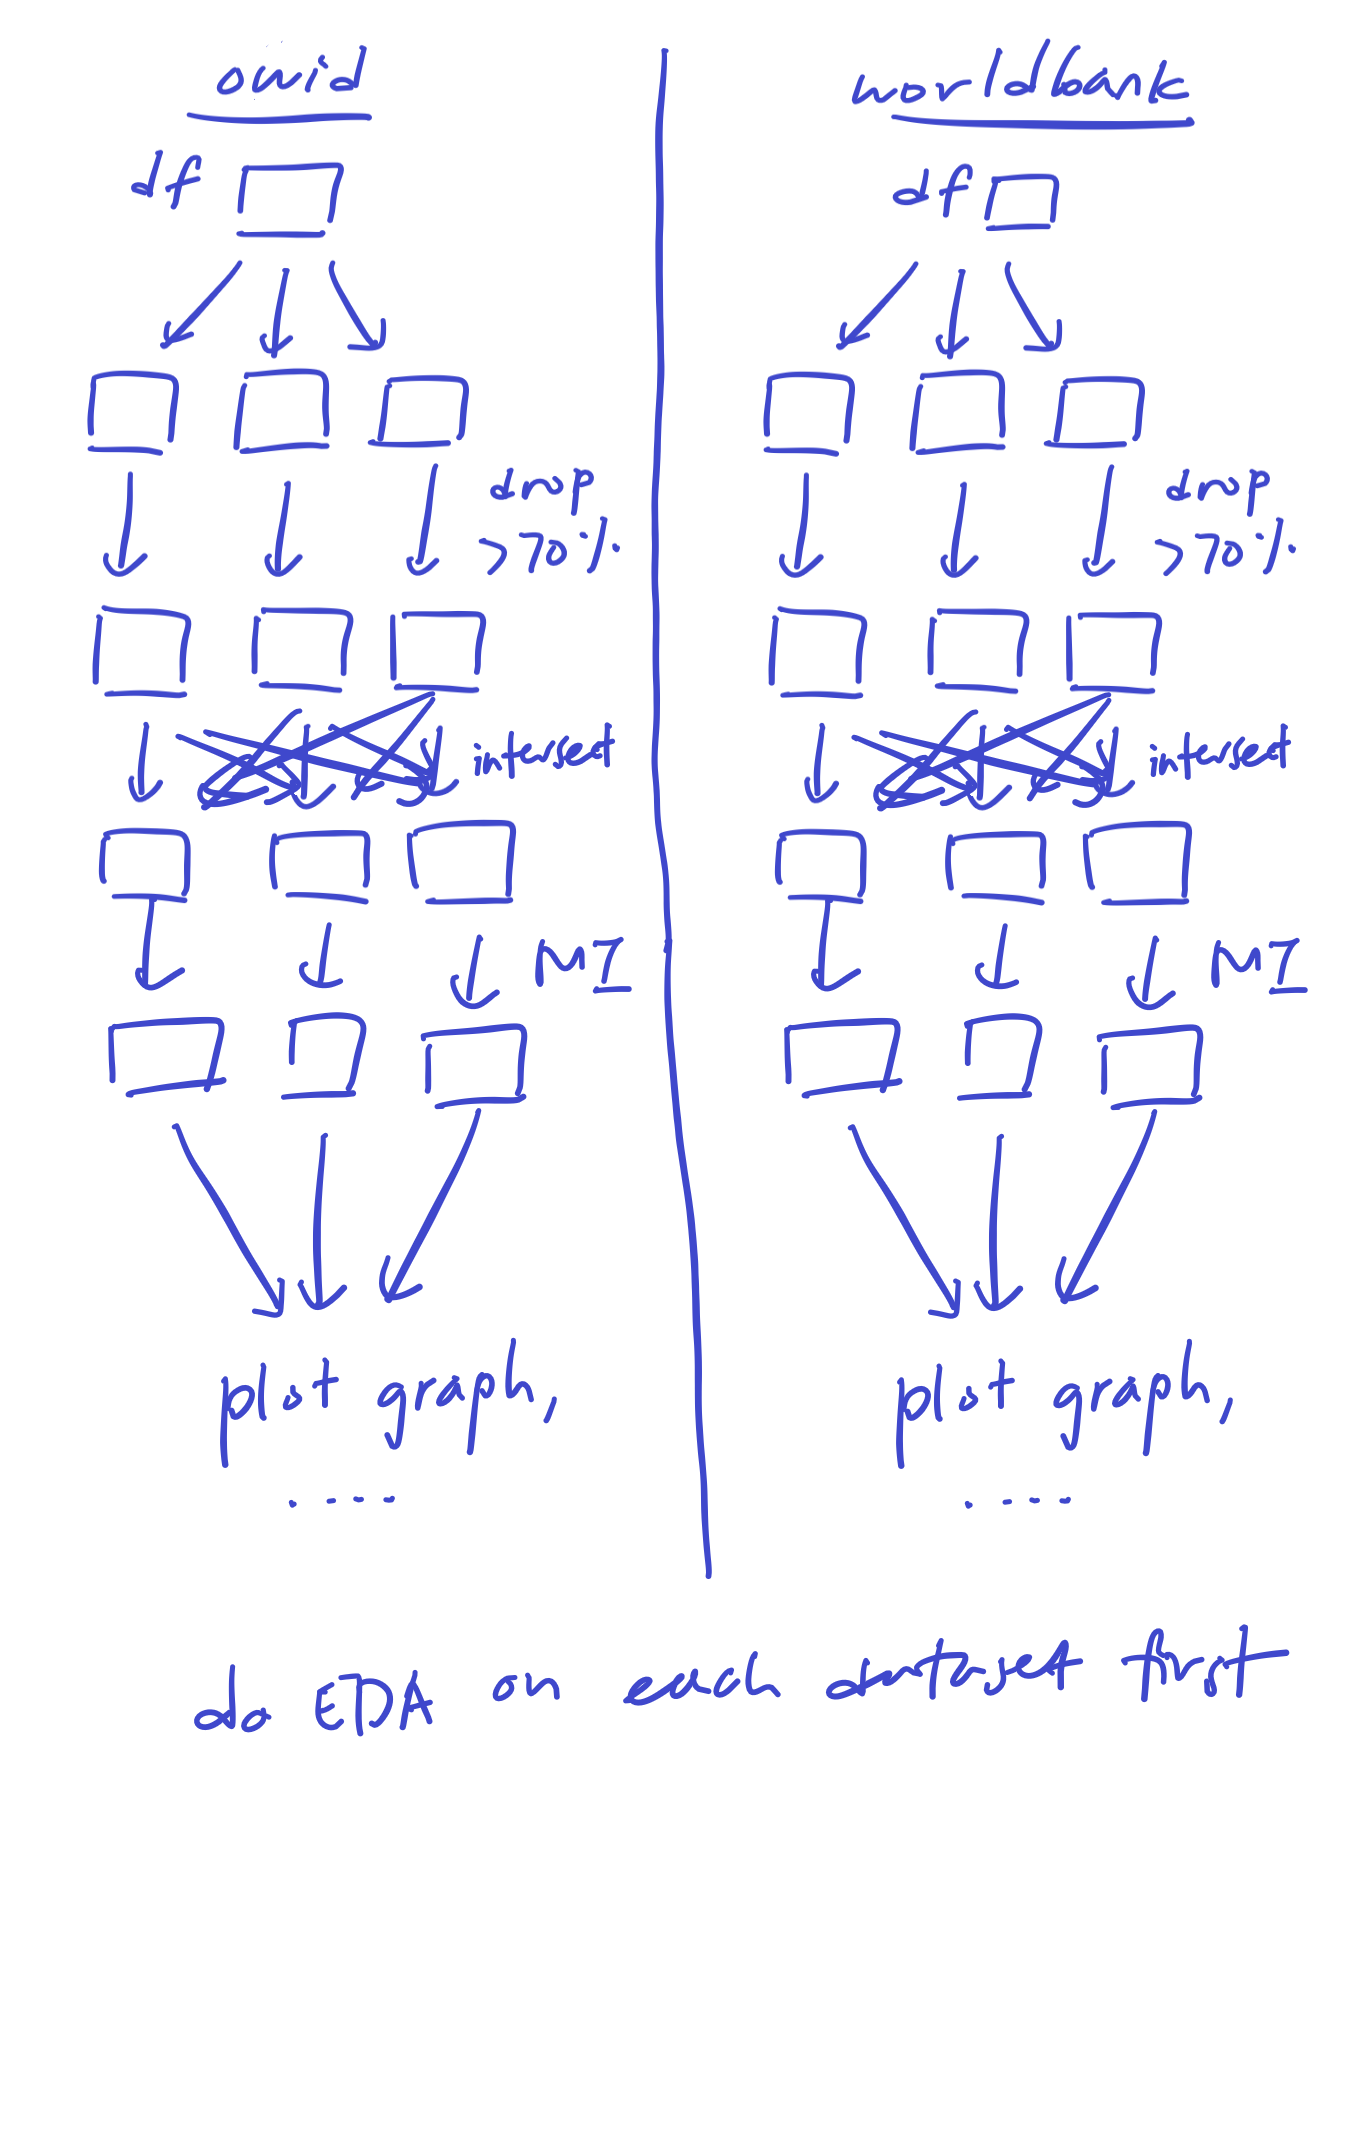 owid
df
drop
>70%
intersect
MI
plot graph,
....
worldbank
df
drop
>70%
intersect
MI
plot graph,
....
do EDA on each dataset first